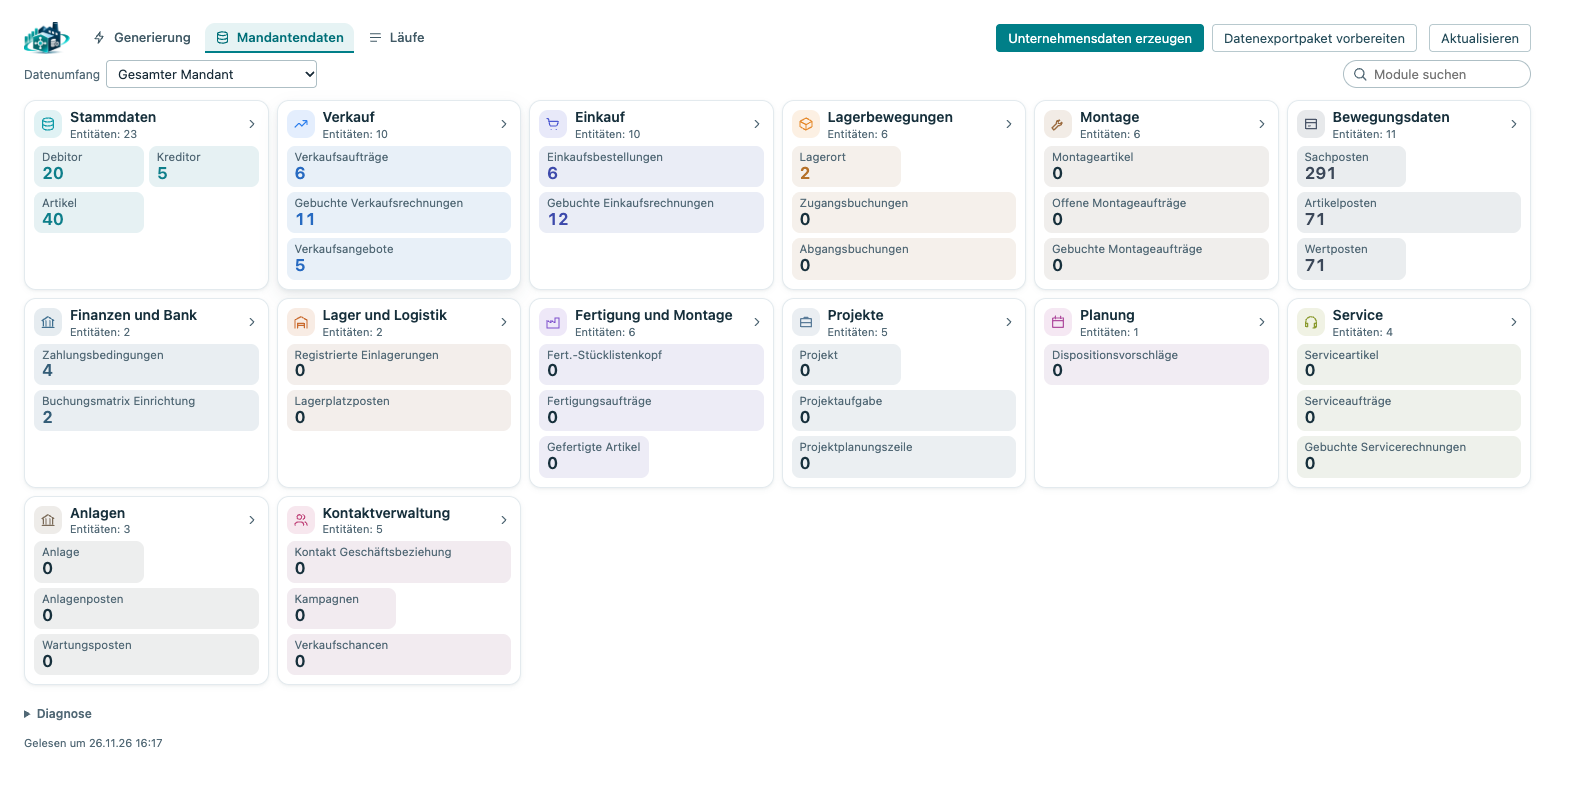 Generierung
Mandantendaten
Läufe
Unternehmensdaten erzeugen
Datenexportpaket vorbereiten
Aktualisieren
Datenumfang
Gesamter Mandant
Module suchen
Stammdaten
Entitäten: 23
Debitor
20
Kreditor
5
Artikel
40
Verkauf
Entitäten: 10
Verkaufsaufträge
6
Gebuchte Verkaufsrechnungen
11
Verkaufsangebote
5
Einkauf
Entitäten: 10
Einkaufsbestellungen
6
Gebuchte Einkaufsrechnungen
12
Lagerbewegungen
Entitäten: 6
Lagerort
2
Zugangsbuchungen
0
Abgangsbuchungen
0
Montage
Entitäten: 6
Montageartikel
0
Offene Montageaufträge
0
Gebuchte Montageaufträge
0
Bewegungsdaten
Entitäten: 11
Sachposten
291
Artikelposten
71
Wertposten
71
Finanzen und Bank
Entitäten: 2
Zahlungsbedingungen
4
Buchungsmatrix Einrichtung
2
Lager und Logistik
Entitäten: 2
Registrierte Einlagerungen
0
Lagerplatzposten
0
Fertigung und Montage
Entitäten: 6
Fert.-Stücklistenkopf
0
Fertigungsaufträge
0
Gefertigte Artikel
0
Projekte
Entitäten: 5
Projekt
0
Projektaufgabe
0
Projektplanungszeile
0
Planung
Entitäten: 1
Dispositionsvorschläge
0
Service
Entitäten: 4
Serviceartikel
0
Serviceaufträge
0
Gebuchte Servicerechnungen
0
Anlagen
Entitäten: 3
Anlage
0
Anlagenposten
0
Wartungsposten
0
Kontaktverwaltung
Entitäten: 5
Kontakt Geschäftsbeziehung
0
Kampagnen
0
Verkaufschancen
0
Diagnose
Gelesen um 26.11.26 16:17